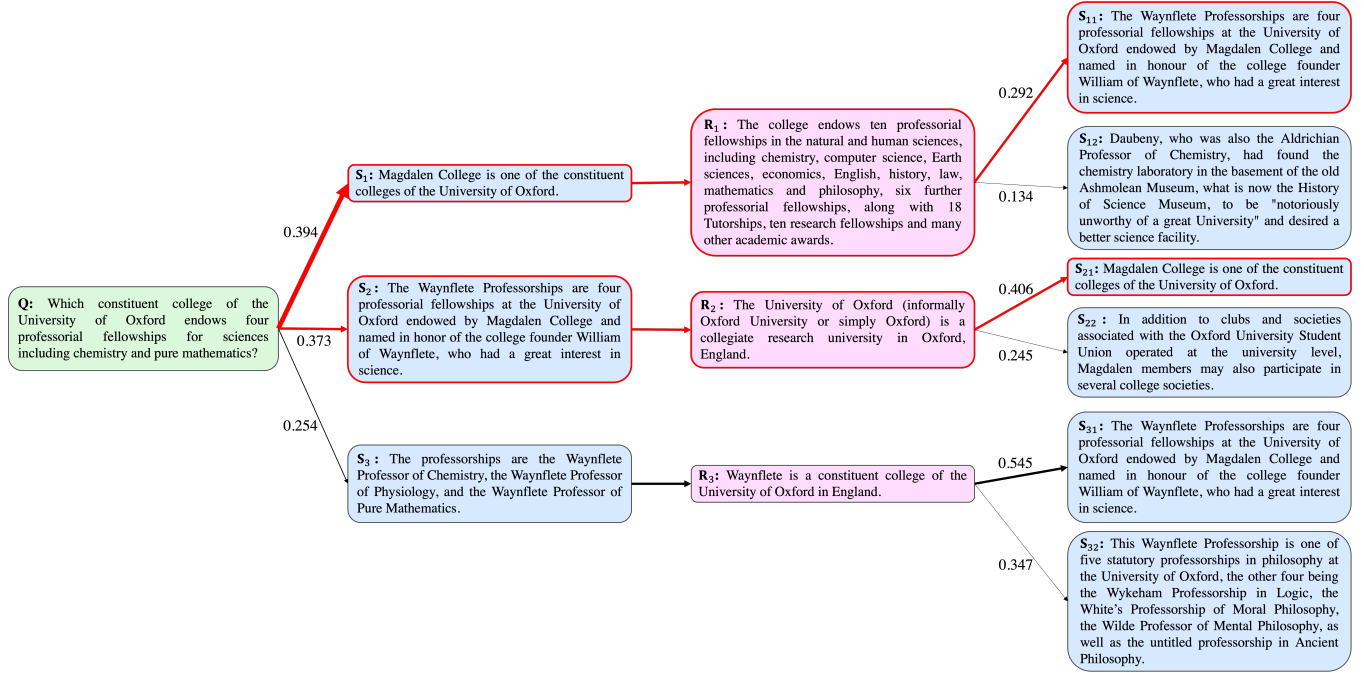 Q: Which constituent college of the
University of Oxford endows four
professorial fellowships for sciences
including chemistry and pure mathematics?
0.394
0.373
0.254
S₁: Magdalen College is one of the constituent
colleges of the University of Oxford.
S₂ : The Waynflete Professorships are four
professorial fellowships at the University of
Oxford endowed by Magdalen College and
named in honor of the college founder William
of Waynflete, who had a great interest in
science.
S₃ : The professorships are the Waynflete
Professor of Chemistry, the Waynflete Professor
of Physiology, and the Waynflete Professor of
Pure Mathematics.
R₁ : The college endows ten professorial
fellowships in the natural and human sciences,
including chemistry, computer science, Earth
sciences, economics, English, history, law,
mathematics and philosophy, six further
professorial fellowships, along with 18
Tutorships, ten research fellowships and many
other academic awards.
R₂ : The University of Oxford (informally
Oxford University or simply Oxford) is a
collegiate research university in Oxford,
England.
R₃: Waynflete is a constituent college of the
University of Oxford in England.
0.292
0.134
0.406
0.245
0.545
0.347
S₁₁: The Waynflete Professorships are four
professorial fellowships at the University of
Oxford endowed by Magdalen College and
named in honour of the college founder
William of Waynflete, who had a great interest
in science.
S₁₂: Daubeny, who was also the Aldrichian
Professor of Chemistry, had found the
chemistry laboratory in the basement of the old
Ashmolean Museum, what is now the History
of Science Museum, to be "notoriously
unworthy of a great University" and desired a
better science facility.
S₂₁: Magdalen College is one of the constituent
colleges of the University of Oxford.
S₂₂ : In addition to clubs and societies
associated with the Oxford University Student
Union operated at the university level,
Magdalen members may also participate in
several college societies.
S₃₁: The Waynflete Professorships are four
professorial fellowships at the University of
Oxford endowed by Magdalen College and
named in honour of the college founder
William of Waynflete, who had a great interest
in science.
S₃₂: This Waynflete Professorship is one of
five statutory professorships in philosophy at
the University of Oxford, the other four being
the Wykeham Professorship in Logic, the
White's Professorship of Moral Philosophy,
the Wilde Professor of Mental Philosophy, as
well as the untitled professorship in Ancient
Philosophy.